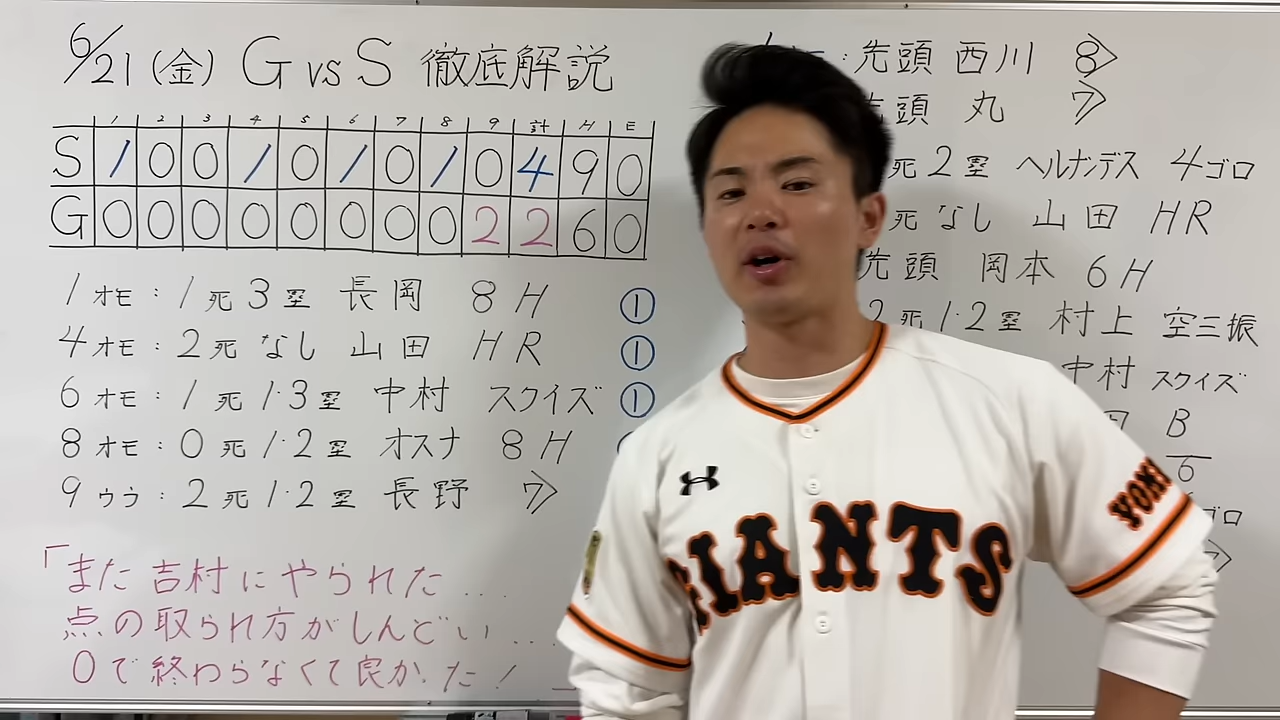 6/21 (金) G vs S 徹底解説
1 2 3 4 5 6 7 8 9 計 H E
S 1 0 0 1 0 1 0 1 0 4 9 0
G 0 0 0 0 0 0 0 0 2 2 6 0
1オモ:1死3塁 長岡 8H ①
4オモ:2死なし 山田 HR ①
6オモ:1死1・3塁 中村 スクイズ ①
8オモ:0死1・2塁 オスナ 8H
9ウラ:2死1・2塁 長野 7>
「また吉村にやられた...
点の取られ方がしんどい...
0で終わらなくて良かった!
:先頭 西川 8>
先頭 丸 7>
死2塁 ヘルナンデス 4ゴロ
死なし 山田 HR
先頭 岡本 6H
2死1・2塁 村上 空三振
中村 スクイズ
B
6
ゴロ
GIANTS
YOMI